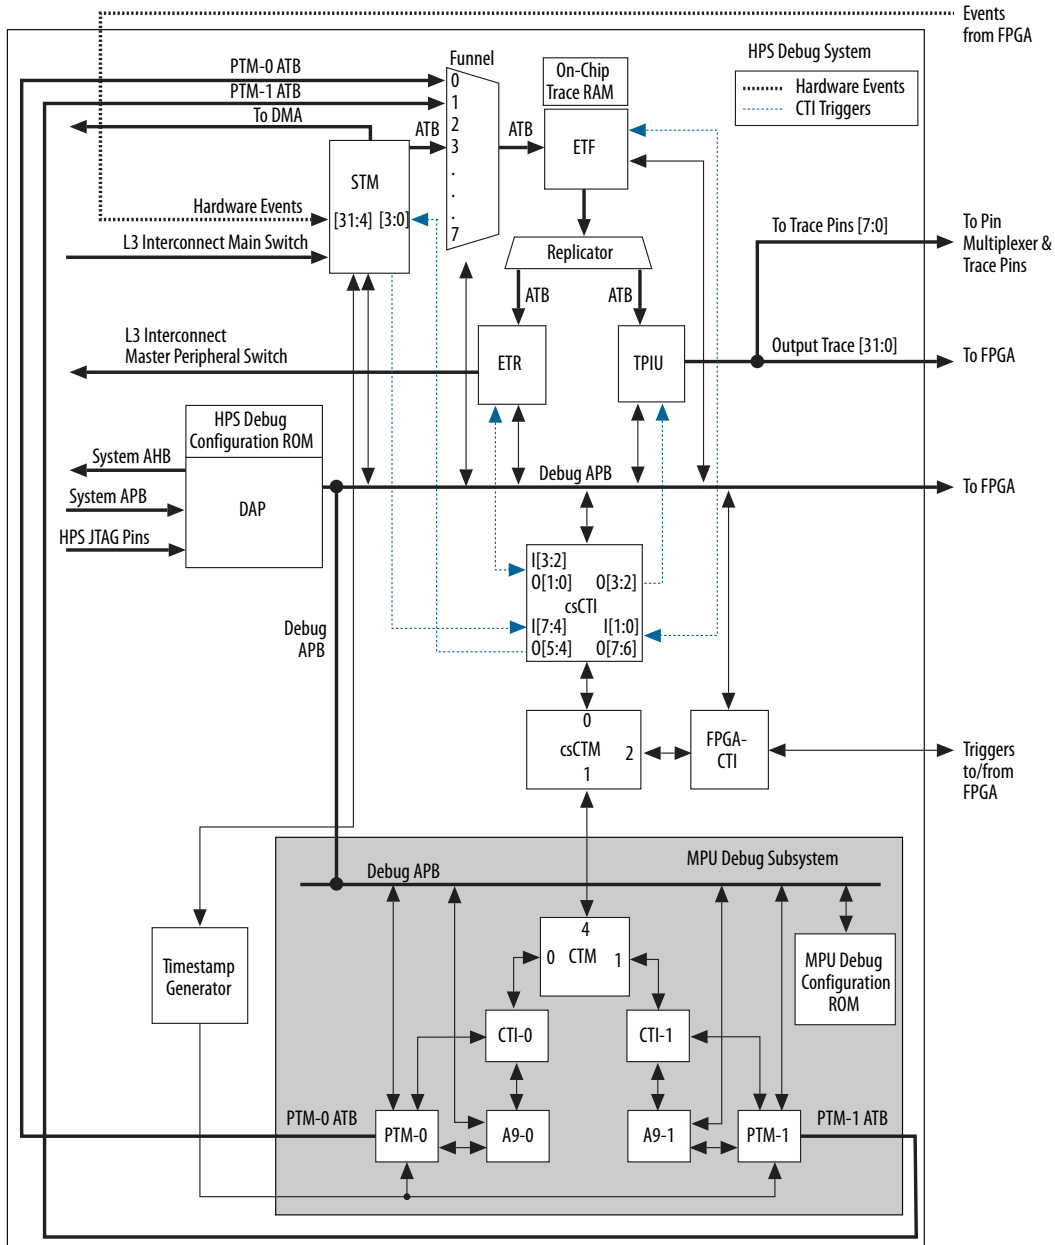 Events
from FPGA
HPS Debug System
Hardware Events
CTI Triggers
Funnel
On-Chip
Trace RAM
PTM-0 ATB
PTM-1 ATB
To DMA
ATB
ATB
0
1
2
3
.
.
.
7
ETF
STM
[31:4] [3:0]
Hardware Events
L3 Interconnect Main Switch
Replicator
To Trace Pins [7:0]
To Pin
Multiplexer &
Trace Pins
ATB
ATB
L3 Interconnect
Master Peripheral Switch
ETR
TPIU
Output Trace [31:0]
To FPGA
HPS Debug
Configuration ROM
System AHB
System APB
HPS JTAG Pins
DAP
Debug APB
To FPGA
I[3:2]
O[1:0] O[3:2]
csCTI
I[7:4] I[1:0]
O[5:4] O[7:6]
Debug
APB
0
csCTM 2
1
FPGA-
CTI
Triggers
to/from
FPGA
MPU Debug Subsystem
Debug APB
4
0 CTM 1
Timestamp
Generator
MPU Debug
Configuration
ROM
CTI-0
CTI-1
PTM-0 ATB
PTM-0
A9-0
A9-1
PTM-1
PTM-1 ATB